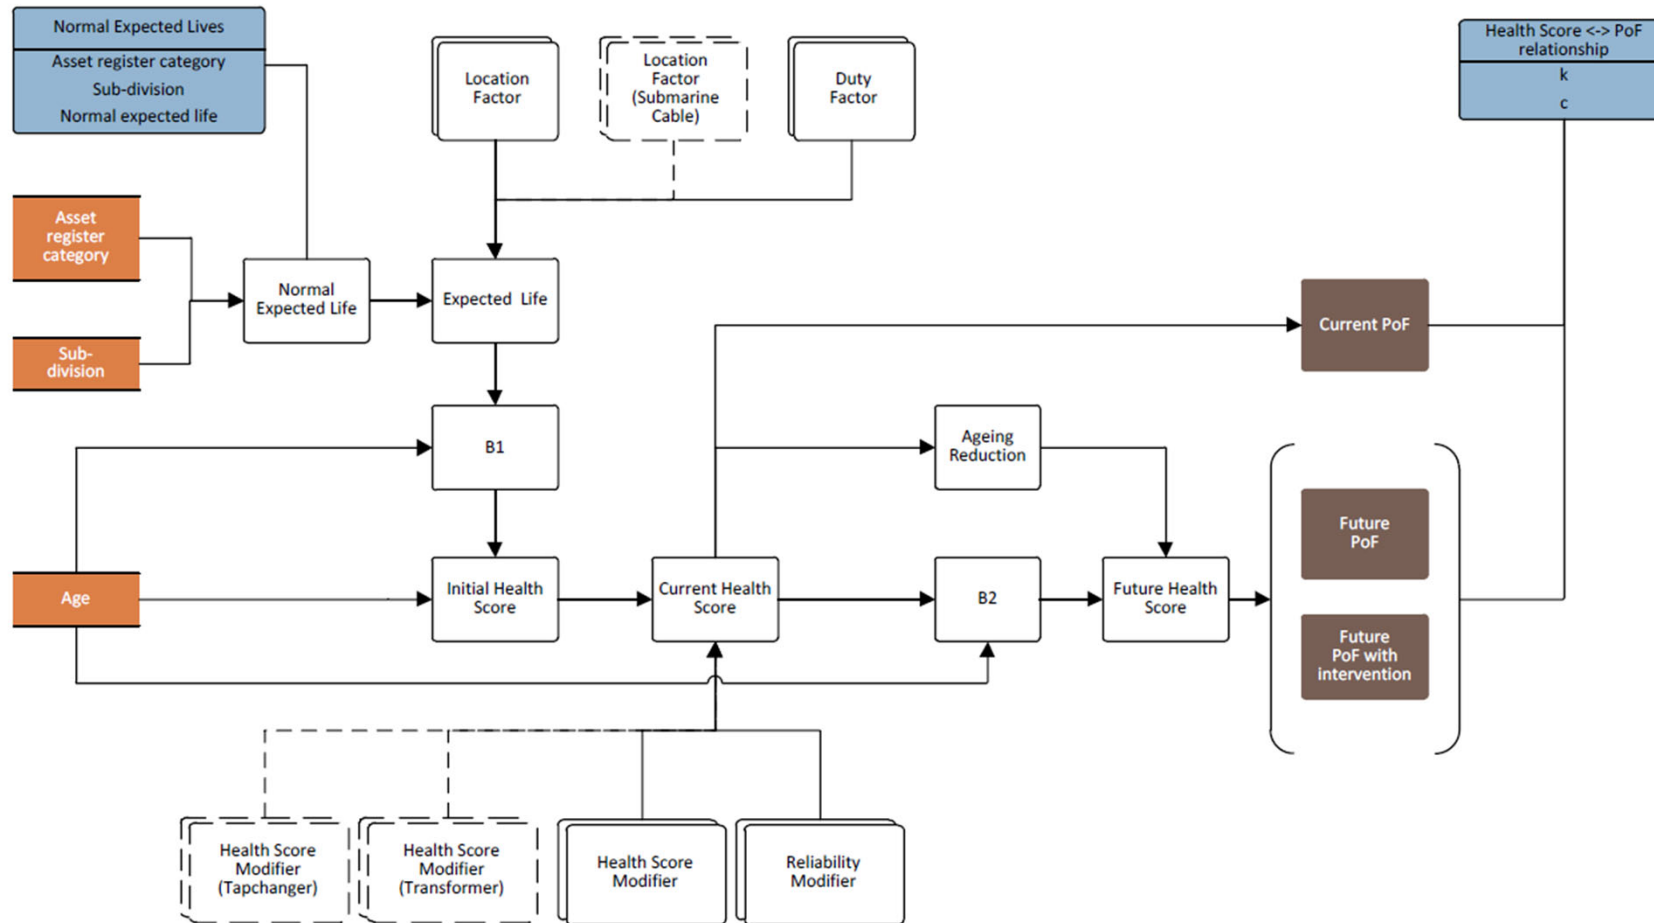 Normal Expected Lives
Asset register category
Sub-division
Normal expected life
Location
Factor
Location
Factor
(Submarine
Cable)
Duty
Factor
Health Score <-> PoF
relationship
k
c
Asset
register
category
Sub-
division
Normal
Expected Life
Expected Life
Current PoF
B1
Ageing
Reduction
Age
Initial Health
Score
Current Health
Score
B2
Future Health
Score
Future
PoF
Future
PoF with
intervention
Health Score
Modifier
(Tapchanger)
Health Score
Modifier
(Transformer)
Health Score
Modifier
Reliability
Modifier